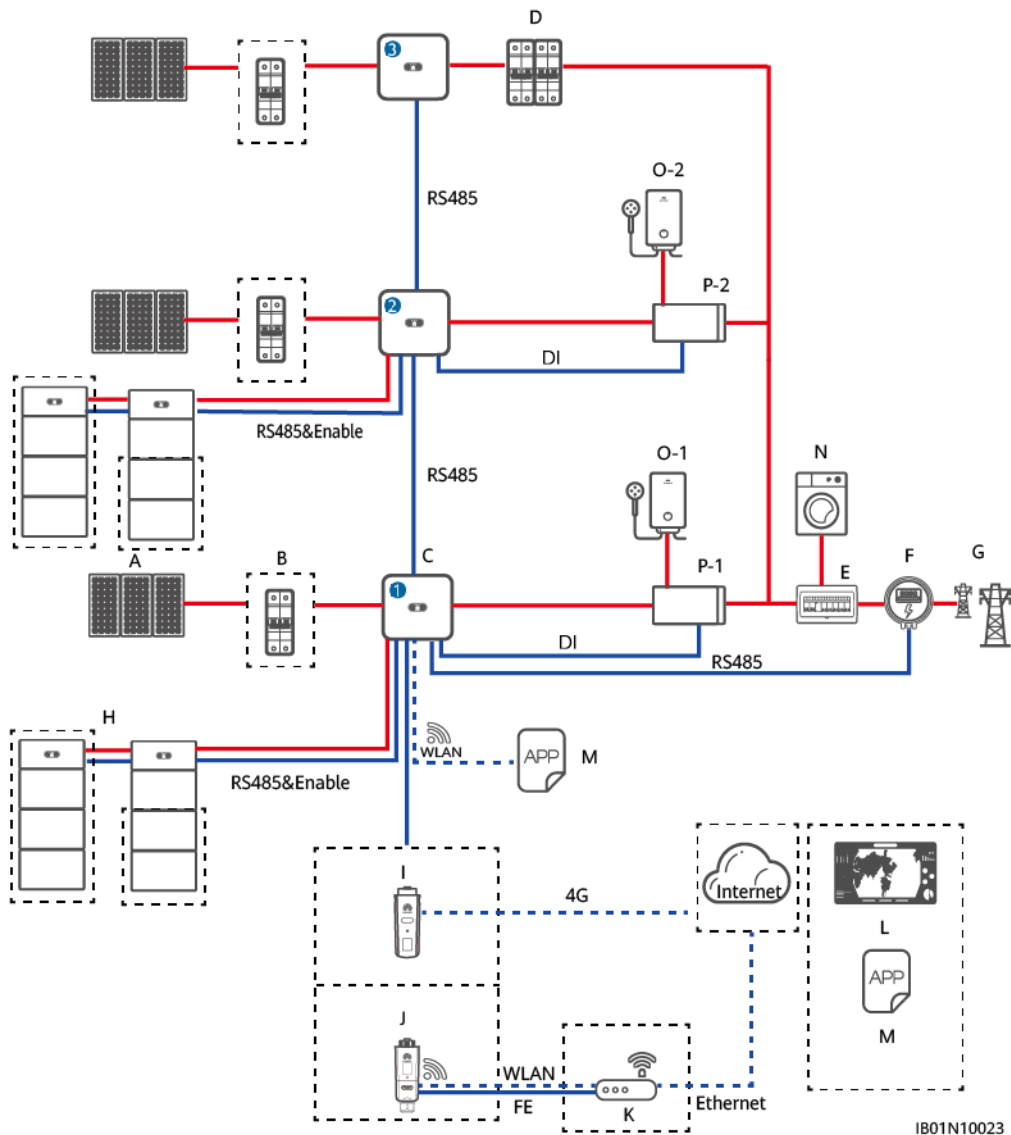 D
3
RS485
O-2
P-2
2
DI
RS485&Enable
RS485
O-1
N
A
B
C
P-1
E
F
G
1
DI
RS485
H
WLAN
APP
M
RS485&Enable
I
4G
Internet
L
APP
M
J
WLAN
FE
K
Ethernet
IB01N10023